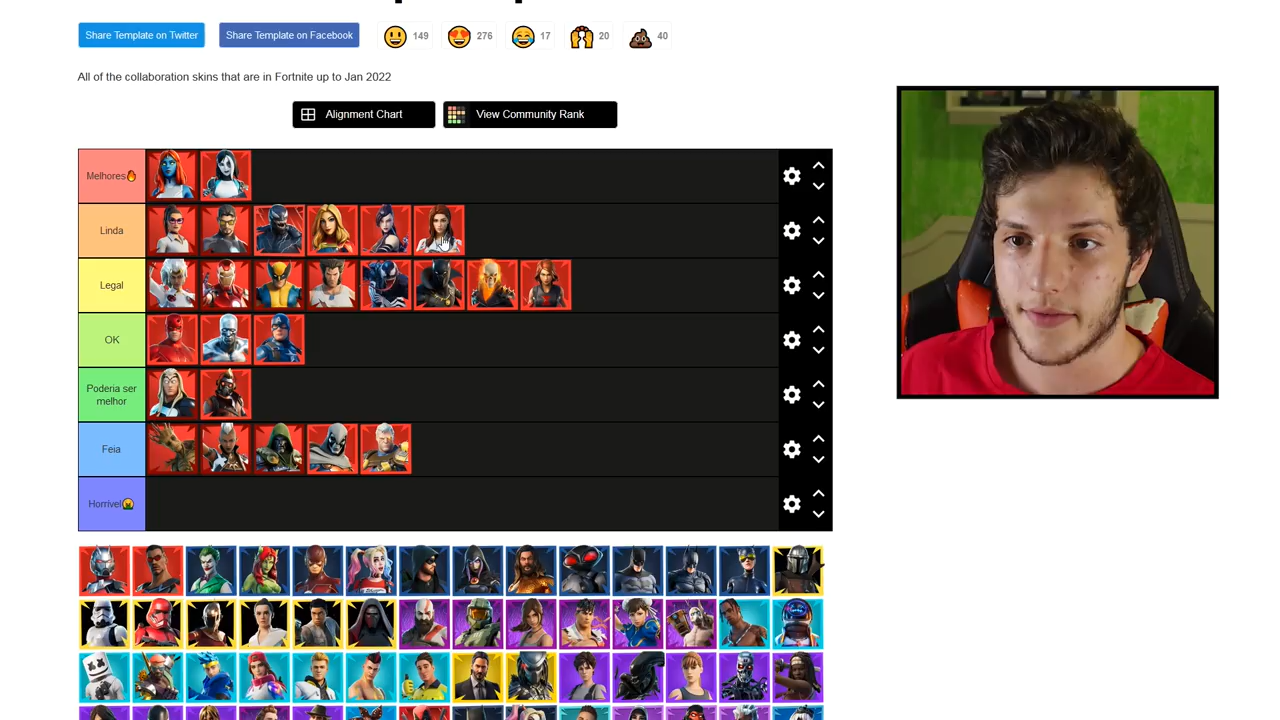 Share Template on Twitter
Share Template on Facebook
149
276
17
20
40
All of the collaboration skins that are in Fortnite up to Jan 2022
Alignment Chart
View Community Rank
Melhores
Linda
Legal
OK
Poderia ser
melhor
Feia
Horrível